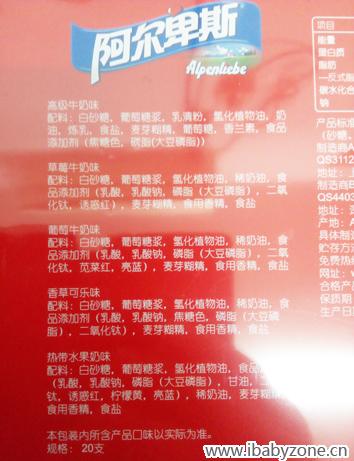 阿尔卑斯
Alpenliebe
高级牛奶味
配料：白砂糖，葡萄糖浆，乳清粉，氢化植物油，奶
油，炼乳，食盐，麦芽糊精，葡萄糖，香兰素，食品
添加剂（焦糖色，磷脂(大豆磷脂)）
草莓牛奶味
配料：白砂糖，葡萄糖浆，氢化植物油，稀奶油，食
品添加剂（乳酸，乳酸钠，磷脂（大豆磷脂），二氧
化钛，诱惑红），麦芽糊精，食用香精，食盐
葡萄牛奶味
配料：白砂糖，葡萄糖浆，氢化植物油，稀奶油，食
品添加剂（乳酸，乳酸钠，磷脂（大豆磷脂），二氧
化钛，苋菜红，亮蓝），麦芽糊精，食用香精，食盐
香草可乐味
配料：白砂糖，葡萄糖浆，氢化植物油，稀奶油，食
品添加剂（乳酸，乳酸钠，焦糖色，磷脂（大豆磷
脂），二氧化钛），麦芽糊精，食用香精，食盐
热带水果奶味
配料：白砂糖，葡萄糖浆，氢化植物油，食品
（乳酸，乳酸钠，磷脂（大豆磷脂），甘油，二
钛，诱惑红，柠檬黄，亮蓝），稀奶油，麦芽
食用香精，食盐
本包装内所含产品口味以实际为准。
规格：20支
项目
能量
蛋白质
脂肪
—反式脂
碳水化合
钠
产品标准
（砂糖，
制造商A
QS3112
地址：上
制造商B
QS440
地址：
产地：
具体制造
贮存方
免费热
网址：
合格产
保质
生产日
www.ibabyzone.cn